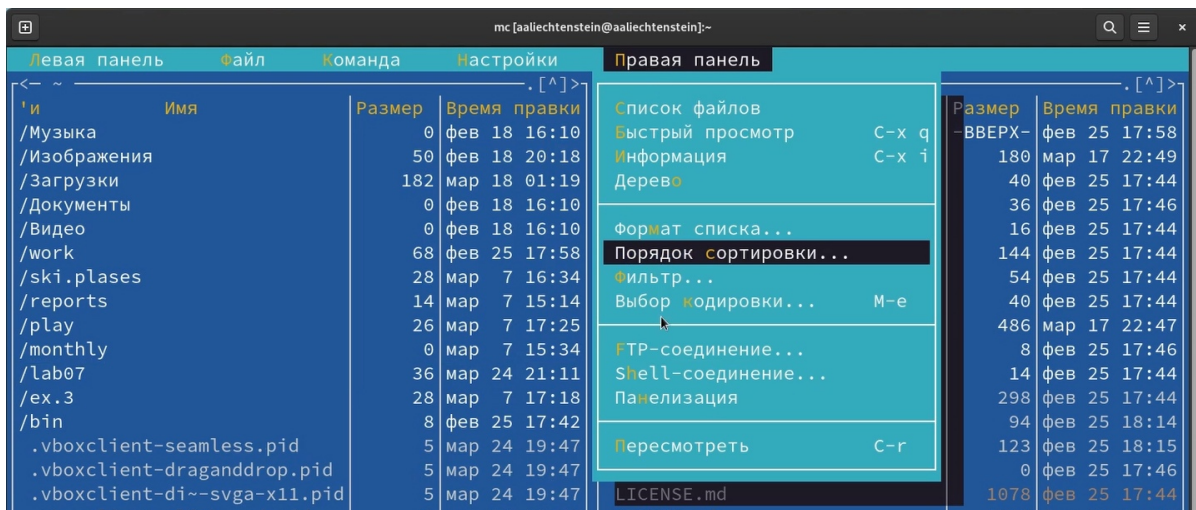 mc [aaliechtenstein@aaliechtenstein]:~
Левая панель Файл Команда Настройки Правая панель
<— ~ .[^]>
.[^]>
'и Имя Размер Время правки
/Музыка 0 фев 18 16:10
/Изображения 50 фев 18 20:18
/Загрузки 182 мар 18 01:19
/Документы 0 фев 18 16:10
/Видео 0 фев 18 16:10
/work 68 фев 25 17:58
/ski.plases 28 мар 7 16:34
/reports 14 мар 7 15:14
/play 26 мар 7 17:25
/monthly 0 мар 7 15:34
/lab07 36 мар 24 21:11
/ex.3 28 мар 7 17:18
/bin 8 фев 25 17:42
.vboxclient-seamless.pid 5 мар 24 19:47
.vboxclient-draganddrop.pid 5 мар 24 19:47
.vboxclient-di~-svga-x11.pid 5 мар 24 19:47
Список файлов
Быстрый просмотр C-x q
Информация C-x i
Дерево
Формат списка...
Порядок сортировки...
Фильтр...
Выбор кодировки... M-e
FTP-соединение...
Shell-соединение...
Панелизация
Пересмотреть C-r
LICENSE.md
Размер Время правки
-ВВЕРХ- фев 25 17:58
180 мар 17 22:49
40 фев 25 17:44
36 фев 25 17:46
16 фев 25 17:44
144 фев 25 17:44
54 фев 25 17:44
40 фев 25 17:44
486 мар 17 22:47
8 фев 25 17:46
14 фев 25 17:44
298 фев 25 17:44
94 фев 25 18:14
123 фев 25 18:15
0 фев 25 17:46
1078 фев 25 17:44